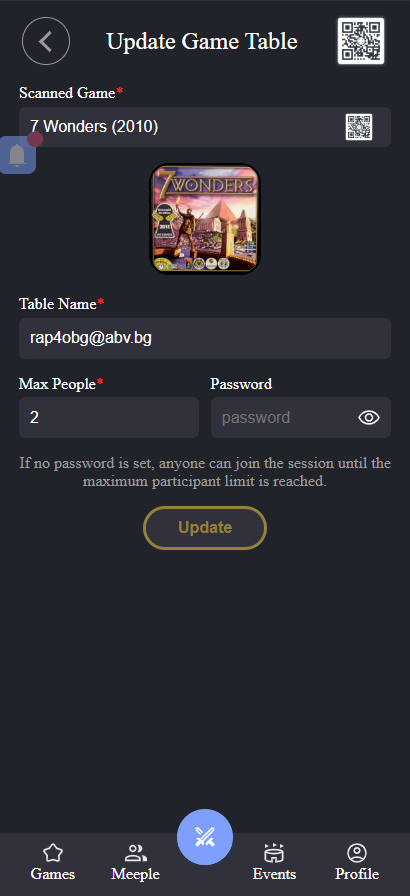 Update Game Table
Scanned Game*
7 Wonders (2010)
7 WONDERS
Table Name*
rap4obg@abv.bg
Max People*
Password
2
password
If no password is set, anyone can join the session until the
maximum participant limit is reached.
Update
Games
Meeple
Events
Profile